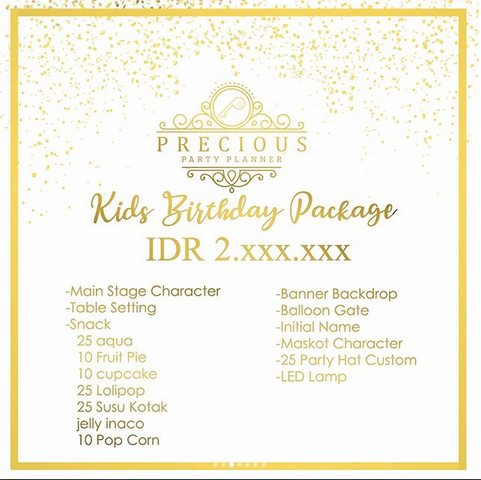 PRECIOUS
PARTY PLANNER
Kids Birthday Package
IDR 2.xxx.xxx
-Main Stage Character
-Table Setting
-Snack
25 aqua
10 Fruit Pie
10 cupcake
25 Lolipop
25 Susu Kotak
jelly inaco
10 Pop Corn
-Banner Backdrop
-Balloon Gate
-Initial Name
-Maskot Character
-25 Party Hat Custom
-LED Lamp